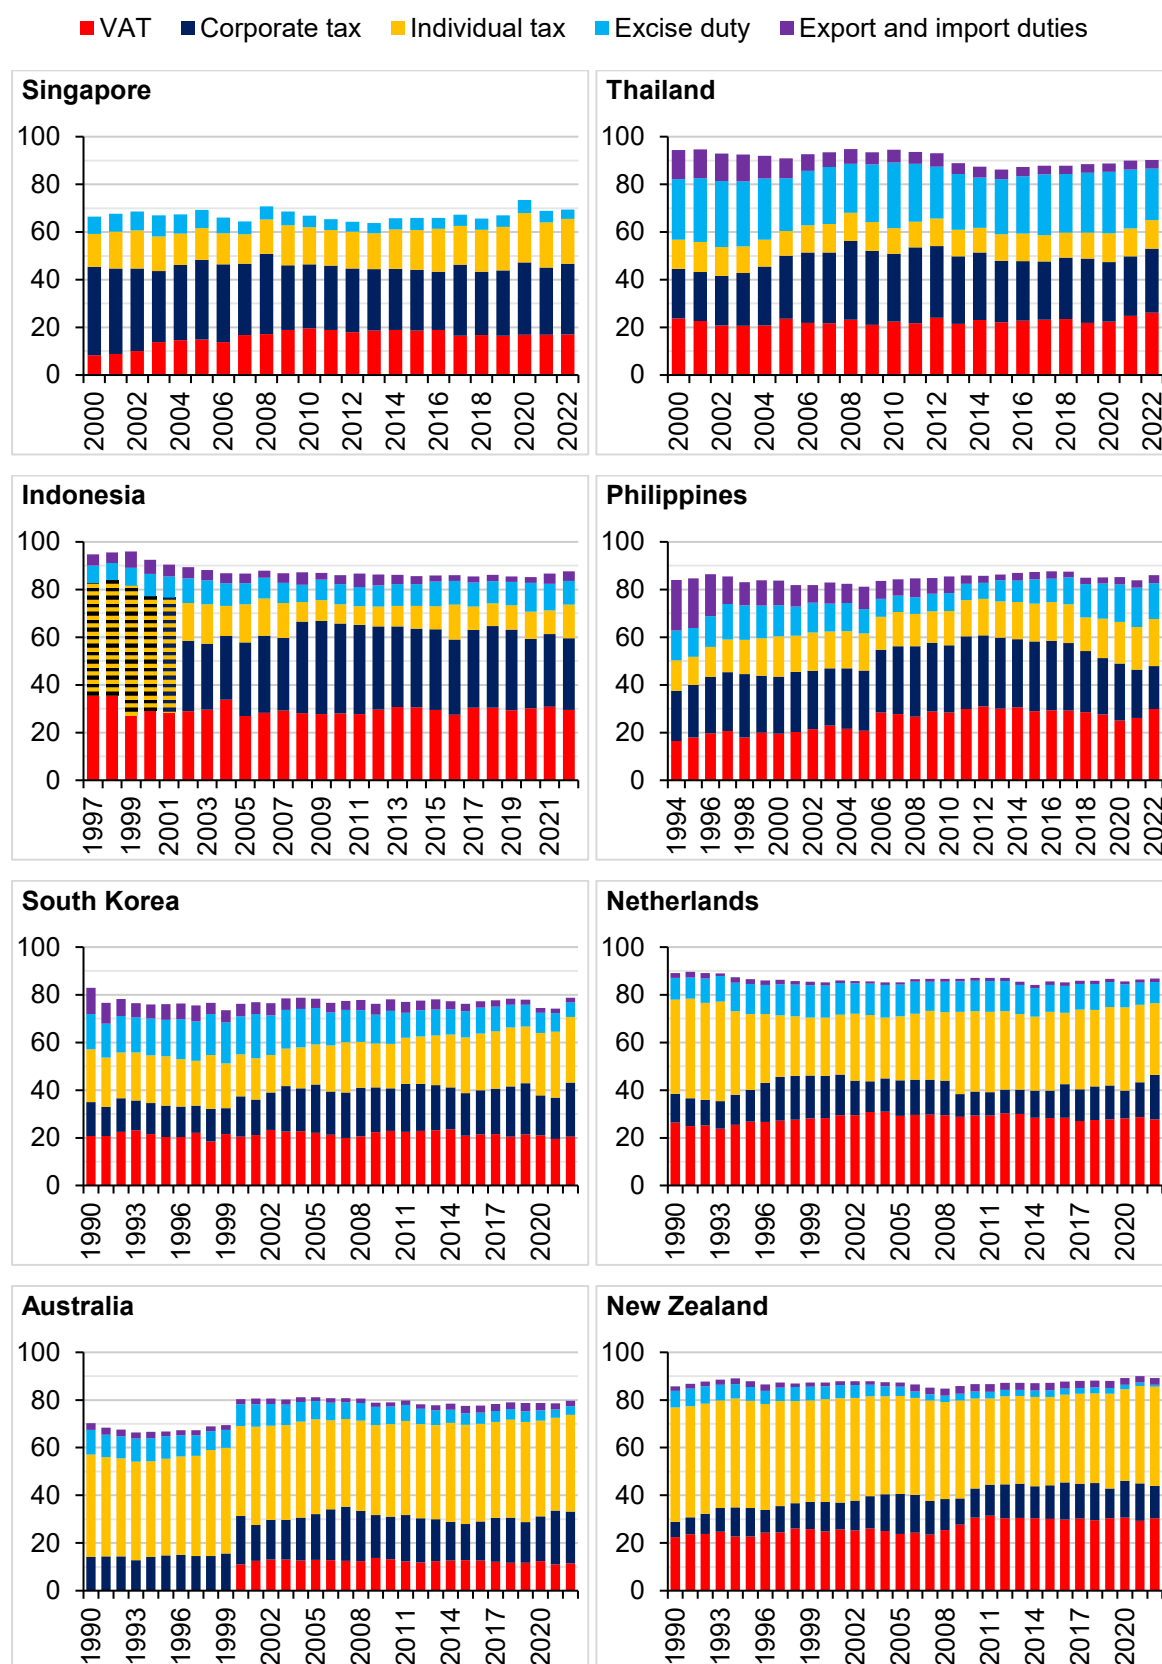 VAT Corporate tax Individual tax Excise duty Export and import duties
Singapore
100
80
60
40
20
0
2000 2002 2004 2006 2008 2010 2012 2014 2016 2018 2020 2022
Thailand
100
80
60
40
20
0
2000 2002 2004 2006 2008 2010 2012 2014 2016 2018 2020 2022
Indonesia
100
80
60
40
20
0
1997 1999 2001 2003 2005 2007 2009 2011 2013 2015 2017 2019 2021
Philippines
100
80
60
40
20
0
1994 1996 1998 2000 2002 2004 2006 2008 2010 2012 2014 2016 2018 2020 2022
South Korea
100
80
60
40
20
0
1990 1993 1996 1999 2002 2005 2008 2011 2014 2017 2020
Netherlands
100
80
60
40
20
0
1990 1993 1996 1999 2002 2005 2008 2011 2014 2017 2020
Australia
100
80
60
40
20
0
1990 1993 1996 1999 2002 2005 2008 2011 2014 2017 2020
New Zealand
100
80
60
40
20
0
1990 1993 1996 1999 2002 2005 2008 2011 2014 2017 2020